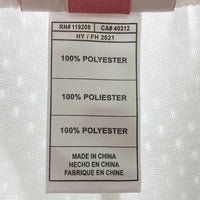 RN# 119208 CA# 40312
HY / FH 2021
100% POLYESTER
100% POLIESTER
100% POLYESTER
MADE IN CHINA
HECHO EN CHINA
FABRIQUE EN CHINE